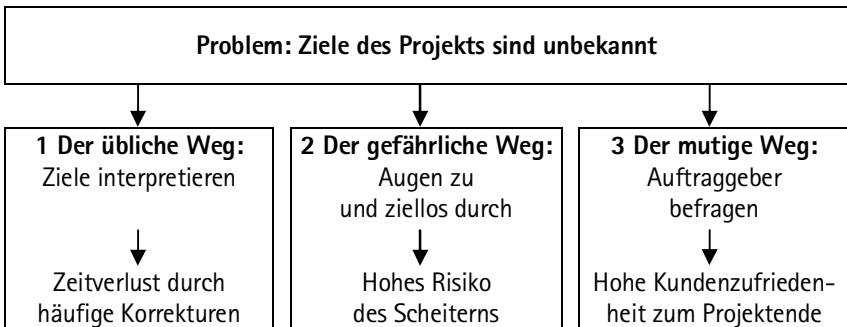 Problem: Ziele des Projekts sind unbekannt
1 Der übliche Weg:
Ziele interpretieren
Zeitverlust durch
häufige Korrekturen
2 Der gefährliche Weg:
Augen zu
und ziellos durch
Hohes Risiko
des Scheiterns
3 Der mutige Weg:
Auftraggeber
befragen
Hohe Kundenzufrieden-
heit zum Projektende